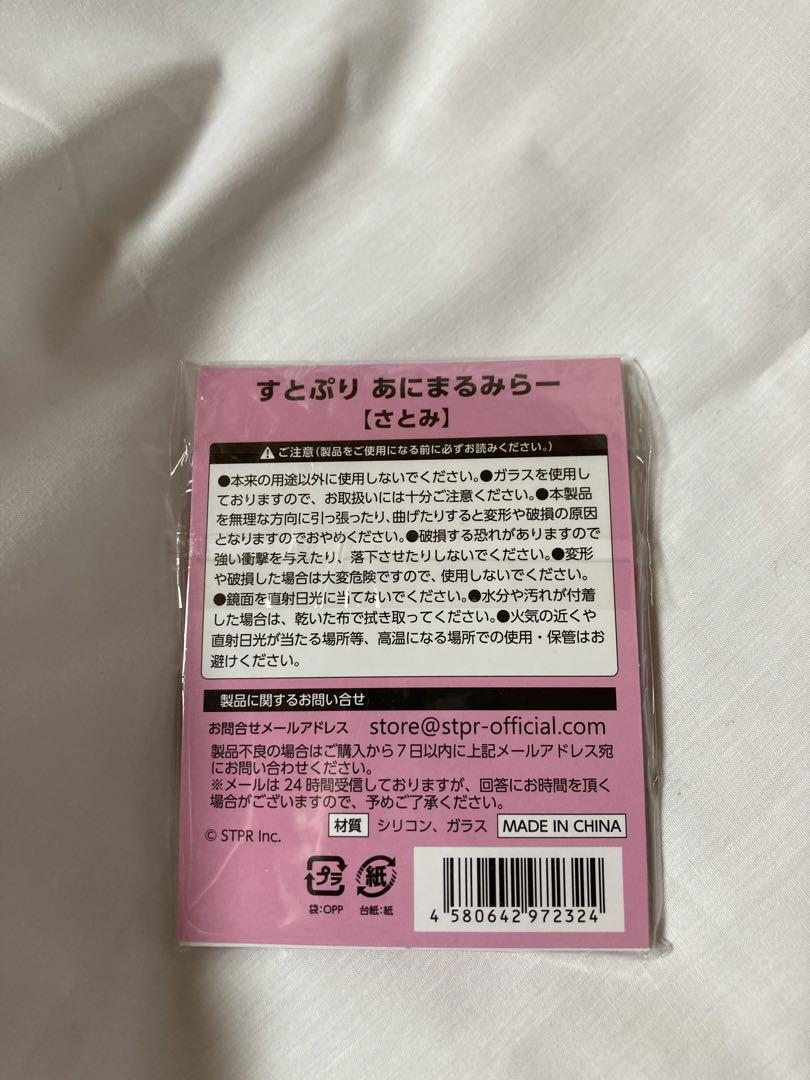 すとぷり あにまるみらー
【さとみ】
ご注意(製品をご使用になる前に必ずお読みください。)
●本来の用途以外に使用しないでください。●ガラスを使用し
ておりますので、お取扱いには十分ご注意ください。●本製品
を無理な方向に引っ張ったり、曲げたりすると変形や破損の原因
となりますのでおやめください。●破損する恐れがありますので
強い衝撃を与えたり、落下させたりしないでください。●変形
や破損した場合は大変危険ですので、使用しないでください。
●鏡面を直射日光に当てないでください。●水分や汚れが付着
した場合は、乾いた布で拭き取ってください。●火気の近くや
直射日光が当たる場所等、高温になる場所での使用・保管はお
避けください。
製品に関するお問い合せ
お問合せメールアドレス store@stpr-official.com
製品不良の場合はご購入から7日以内に上記メールアドレス宛
にお問い合わせください。
※メールは24時間受信しておりますが、回答にお時間を頂く
場合がございますので、予めご了承ください。
© STPR Inc. 材質 シリコン、ガラス MADE IN CHINA
プラ 紙
袋:OPP 台紙:紙
4 580642 972324